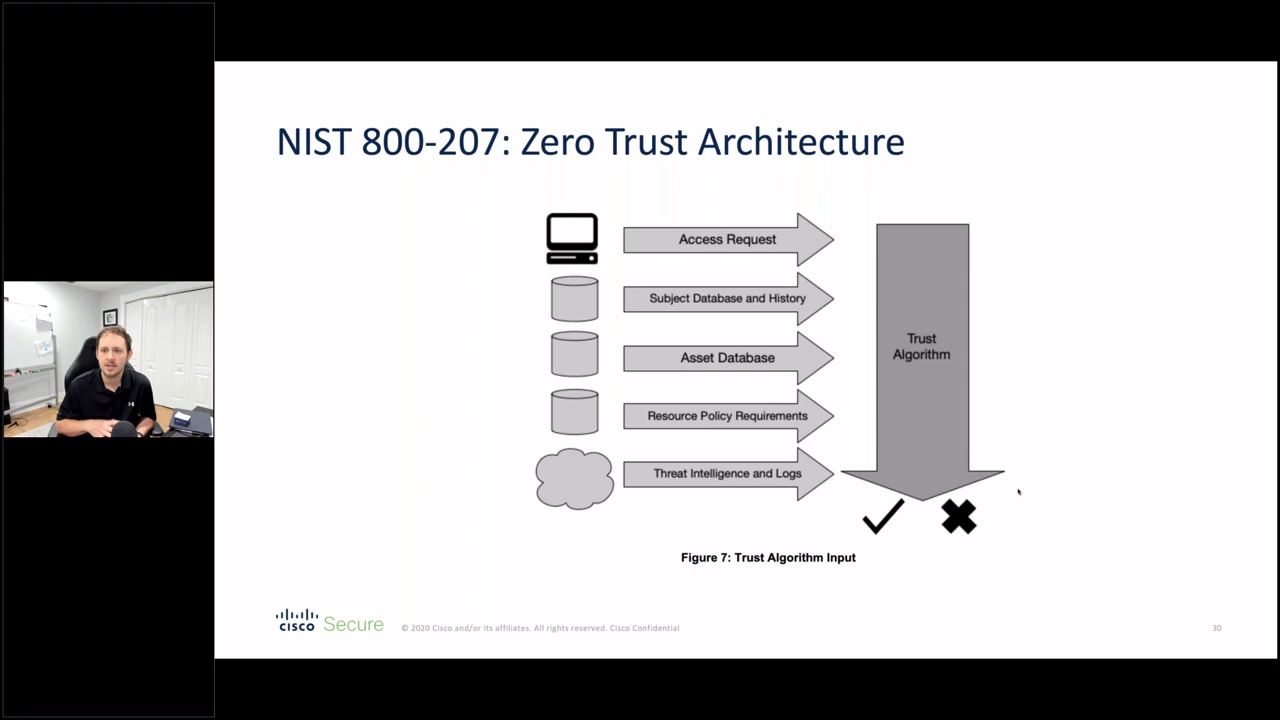 NIST 800-207: Zero Trust Architecture
Access Request
Subject Database and History
Asset Database
Resource Policy Requirements
Threat Intelligence and Logs
Trust
Algorithm
Figure 7: Trust Algorithm Input
CISCO Secure
© 2020 Cisco and/or its affiliates. All rights reserved. Cisco Confidential
30